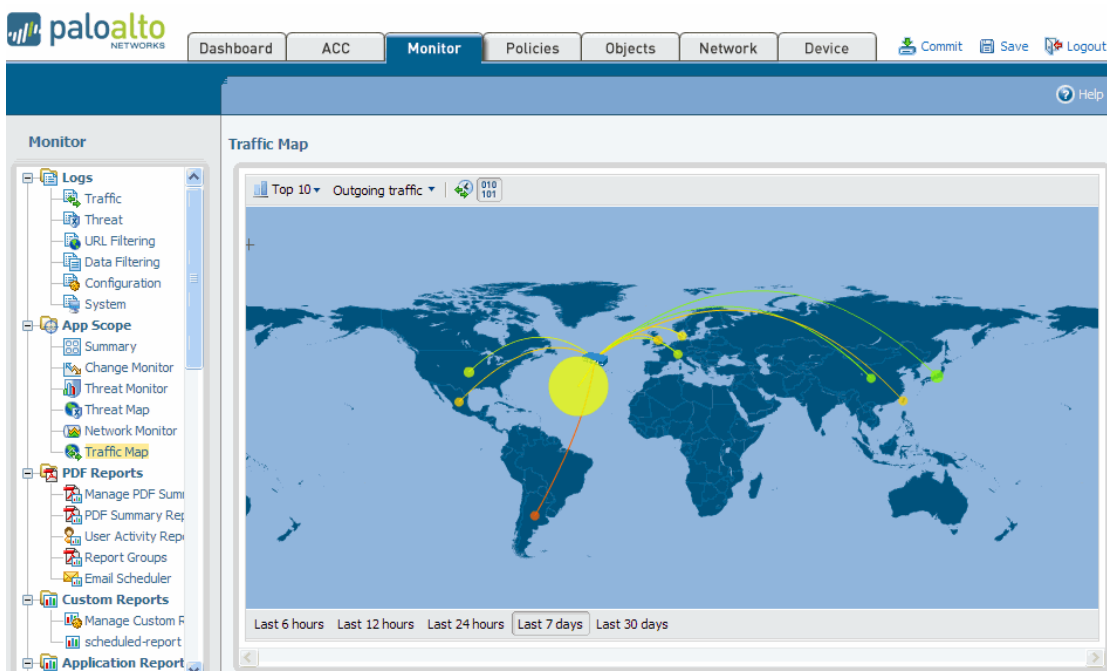 paloalto
NETWORKS
Dashboard
ACC
Monitor
Policies
Objects
Network
Device
Commit
Save
Logout
Help
Monitor
Logs
Traffic
Threat
URL Filtering
Data Filtering
Configuration
System
App Scope
Summary
Change Monitor
Threat Monitor
Threat Map
Network Monitor
Traffic Map
PDF Reports
Manage PDF Sum
PDF Summary Rep
User Activity Rep
Report Groups
Email Scheduler
Custom Reports
Manage Custom R
scheduled-report
Application Report
Traffic Map
Top 10
Outgoing traffic
010
101
Last 6 hours
Last 12 hours
Last 24 hours
Last 7 days
Last 30 days